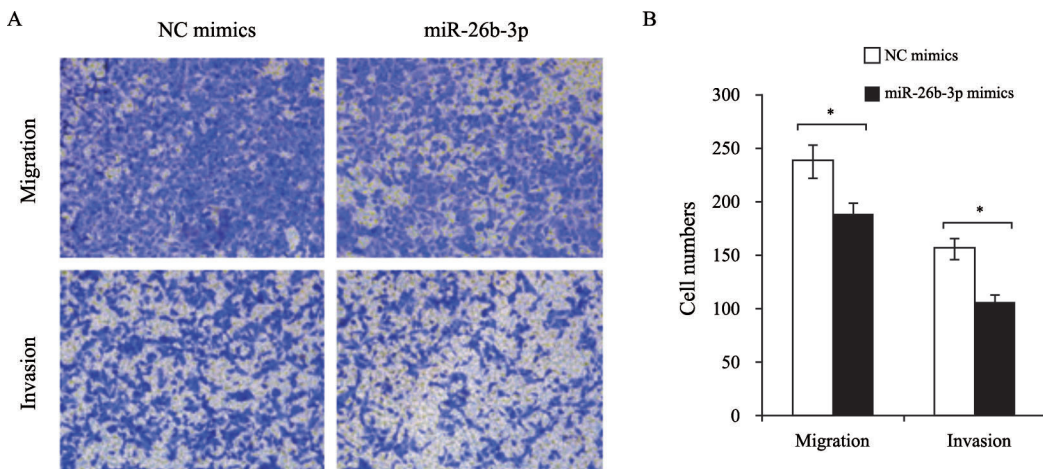 A
NC mimics
miR-26b-3p
Migration
Invasion
B
NC mimics
miR-26b-3p mimics
Cell numbers
300
250
200
150
100
50
0
*
*
Migration
Invasion